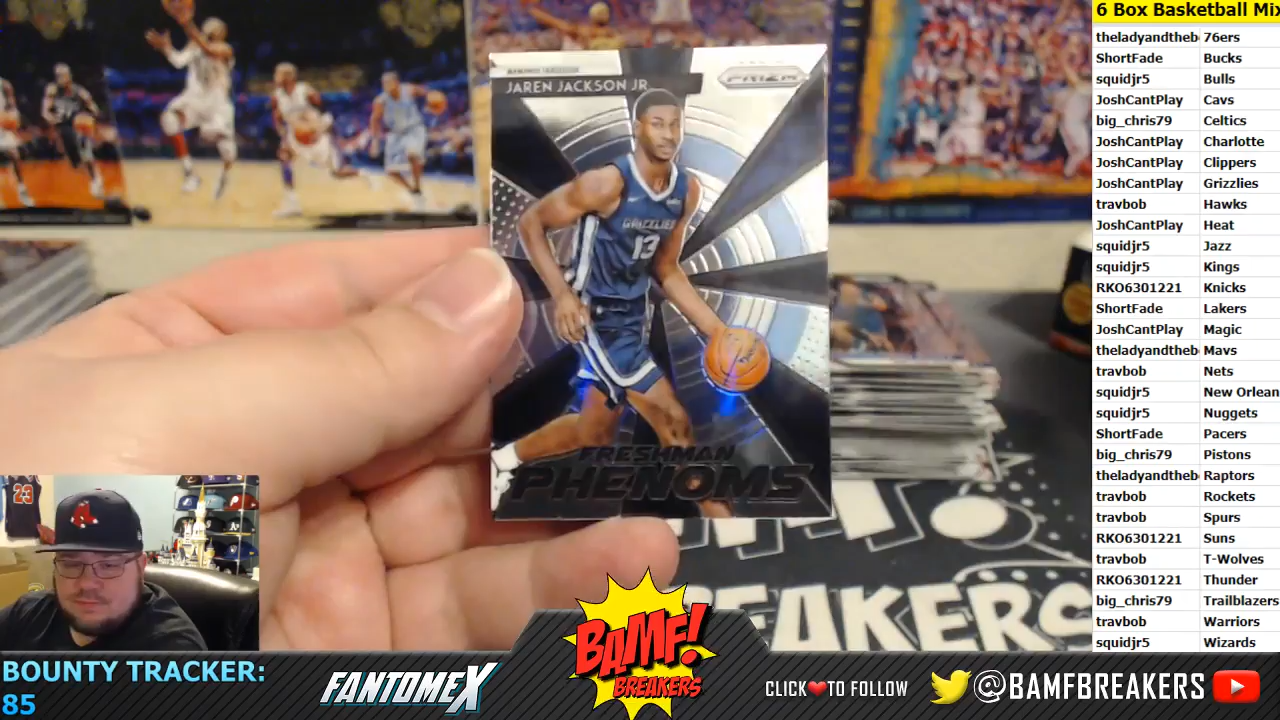 JAREN JACKSON JR.
PRIZM
GRIZZLIES
13
FRESHMAN
PHENOMS
6 Box Basketball Mix
theladyandtheb 76ers
ShortFade Bucks
squidjr5 Bulls
JoshCantPlay Cavs
big_chris79 Celtics
JoshCantPlay Charlotte
JoshCantPlay Clippers
JoshCantPlay Grizzlies
travbob Hawks
JoshCantPlay Heat
squidjr5 Jazz
squidjr5 Kings
RKO6301221 Knicks
ShortFade Lakers
JoshCantPlay Magic
theladyandtheb Mavs
travbob Nets
squidjr5 New Orlean
squidjr5 Nuggets
ShortFade Pacers
big_chris79 Pistons
theladyandtheb Raptors
travbob Rockets
travbob Spurs
RKO6301221 Suns
travbob T-Wolves
RKO6301221 Thunder
big_chris79 Trailblazers
travbob Warriors
squidjr5 Wizards
23
EAKERS
BOUNTY TRACKER:
85
FANTOMEX
BAMF!
BREAKERS
CLICK❤TO FOLLOW
@BAMFBREAKERS